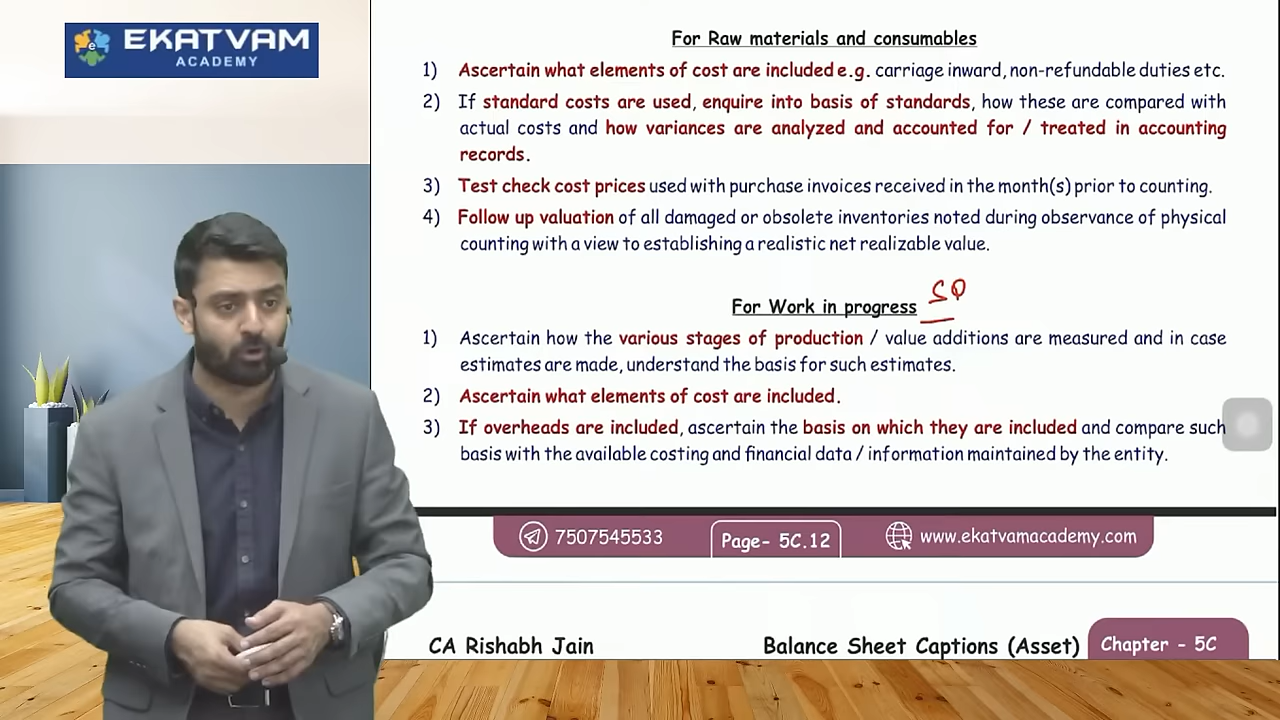 EKATVAM
ACADEMY
For Raw materials and consumables
1) Ascertain what elements of cost are included e.g. carriage inward, non-refundable duties etc.
2) If standard costs are used, enquire into basis of standards, how these are compared with
actual costs and how variances are analyzed and accounted for / treated in accounting
records.
3) Test check cost prices used with purchase invoices received in the month(s) prior to counting.
4) Follow up valuation of all damaged or obsolete inventories noted during observance of physical
counting with a view to establishing a realistic net realizable value.
For Work in progress
1) Ascertain how the various stages of production / value additions are measured and in case
estimates are made, understand the basis for such estimates.
2) Ascertain what elements of cost are included.
3) If overheads are included, ascertain the basis on which they are included and compare such
basis with the available costing and financial data / information maintained by the entity.
7507545533
Page- 5C.12
www.ekatvamacademy.com
CA Rishabh Jain
Balance Sheet Captions (Asset)
Chapter - 5C